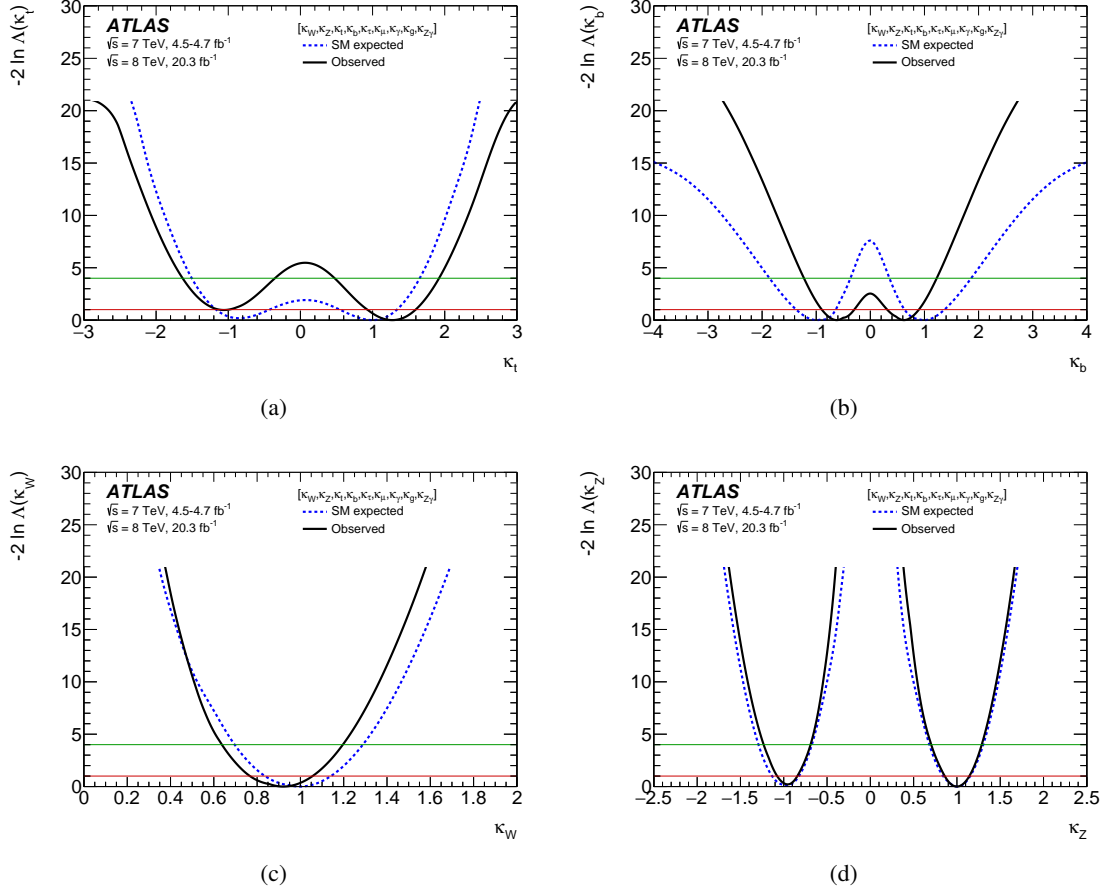 -2 ln Λ(κt)
ATLAS
√s = 7 TeV, 4.5-4.7 fb-1
√s = 8 TeV, 20.3 fb-1
[κW,κZ,κt,κb,κτ,κμ,κγ,κg,κZγ]
SM expected
Observed
30
25
20
15
10
5
0
−3 −2 −1 0 1 2 3
κt
(a)
-2 ln Λ(κb)
ATLAS
√s = 7 TeV, 4.5-4.7 fb-1
√s = 8 TeV, 20.3 fb-1
[κW,κZ,κt,κb,κτ,κμ,κγ,κg,κZγ]
SM expected
Observed
30
25
20
15
10
5
0
−4 −3 −2 −1 0 1 2 3 4
κb
(b)
-2 ln Λ(κW)
ATLAS
√s = 7 TeV, 4.5-4.7 fb-1
√s = 8 TeV, 20.3 fb-1
[κW,κZ,κt,κb,κτ,κμ,κγ,κg,κZγ]
SM expected
Observed
30
25
20
15
10
5
0
0 0.2 0.4 0.6 0.8 1 1.2 1.4 1.6 1.8 2
κW
(c)
-2 ln Λ(κZ)
ATLAS
√s = 7 TeV, 4.5-4.7 fb-1
√s = 8 TeV, 20.3 fb-1
[κW,κZ,κt,κb,κτ,κμ,κγ,κg,κZγ]
SM expected
Observed
30
25
20
15
10
5
0
−2.5 −2 −1.5 −1 −0.5 0 0.5 1 1.5 2 2.5
κZ
(d)